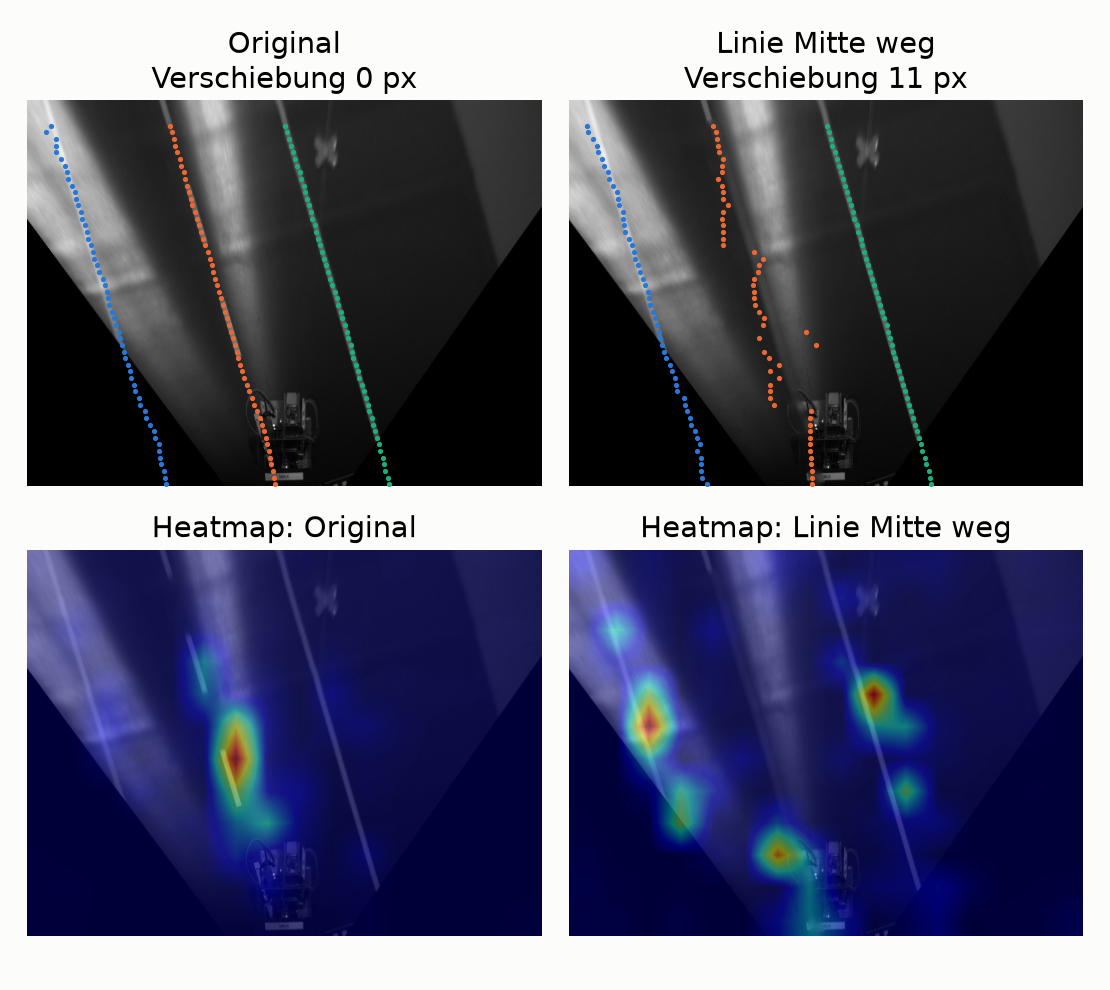 Original
Verschiebung 0 px
Linie Mitte weg
Verschiebung 11 px
Heatmap: Original
Heatmap: Linie Mitte weg